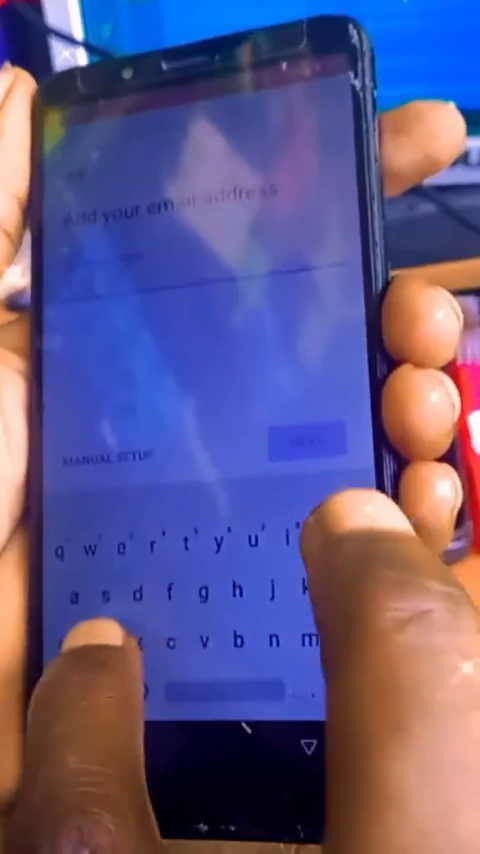 Add your email address
MANUAL SETUP
q w e r t y u i
a s d f g h j k
c v b n m